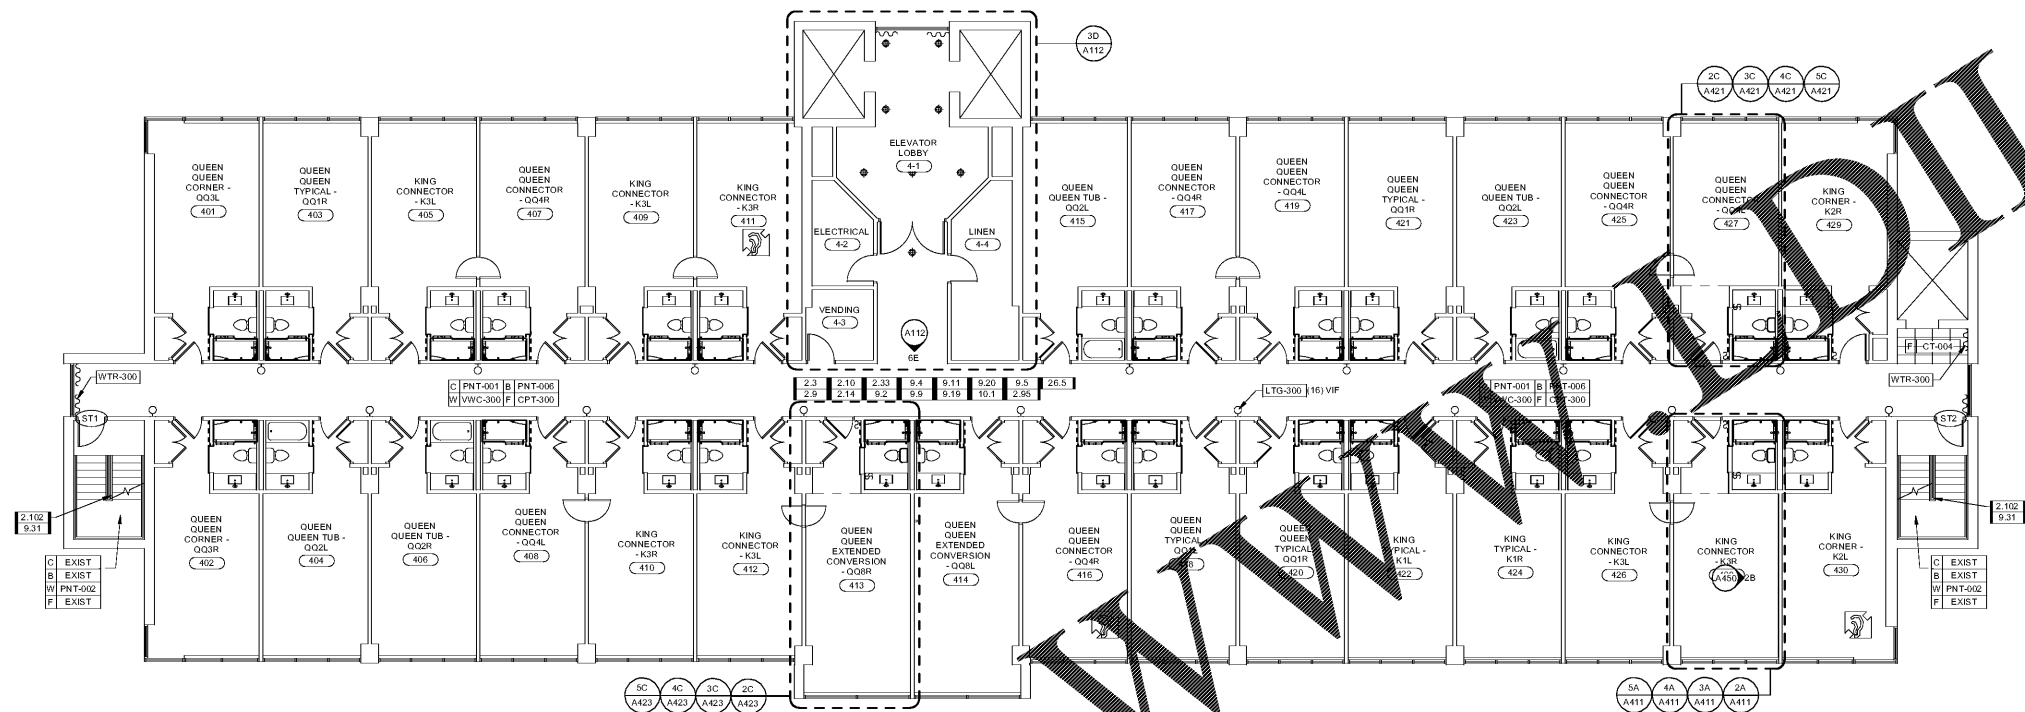 3D
A112
2C 3C 4C 5C
A421 A421 A421 A421
QUEEN
QUEEN
CORNER -
QQ3L
401
QUEEN
QUEEN
TYPICAL -
QQ1R
403
KING
CONNECTOR
- K3L
405
QUEEN
QUEEN
CONNECTOR
- QQ4R
407
KING
CONNECTOR
- K3L
409
KING
CONNECTOR
- K3R
411
ELEVATOR
LOBBY
4-1
ELECTRICAL
4-2
LINEN
4-4
VENDING
4-3
A112
6E
QUEEN
QUEEN TUB -
QQ2L
415
QUEEN
QUEEN
CONNECTOR
- QQ4R
417
QUEEN
QUEEN
CONNECTOR
- QQ4L
419
QUEEN
QUEEN
TYPICAL -
QQ1R
421
QUEEN
QUEEN TUB -
QQ2L
423
QUEEN
QUEEN
CONNECTOR
- QQ4R
425
QUEEN
QUEEN
CONNECTOR
427
KING
CORNER -
K2R
429
F CT-004
WTR-300
WTR-300
C PNT-001 B PNT-006
W VWC-300 F CPT-300
2.3 2.10 2.33 9.4 9.11 9.20 9.5 26.5
2.9 2.14 9.2 9.9 9.19 10.1 2.95
LTG-300 (16) VIF
PNT-001 B
ST1
ST2
2.102
9.31
2.102
9.31
C EXIST
B EXIST
W PNT-002
F EXIST
C EXIST
B EXIST
W PNT-002
F EXIST
QUEEN
QUEEN
CORNER -
QQ3R
402
QUEEN
QUEEN TUB -
QQ2L
404
QUEEN
QUEEN TUB -
QQ2R
406
QUEEN
QUEEN
CONNECTOR
- QQ4L
408
KING
CONNECTOR
- K3R
410
KING
CONNECTOR
- K3L
412
QUEEN
QUEEN
EXTENDED
CONVERSION
- QQ8R
413
QUEEN
QUEEN
EXTENDED
CONVERSION
- QQ8L
414
QUEEN
QUEEN
CONNECTOR
- QQ4R
416
QUEEN
QUEEN
TYPICAL -
QUEEN
QUEEN
TYPICAL
QQ1R
420
KING
K1L
422
KING
TYPICAL -
K1R
424
KING
CONNECTOR
- K3L
426
KING
CONNECTOR
- K3R
A450 2B
KING
CORNER -
K2L
430
5C 4C 3C 2C
A423 A423 A423 A423
5A 4A 3A 2A
A411 A411 A411 A411
WWW.LDI